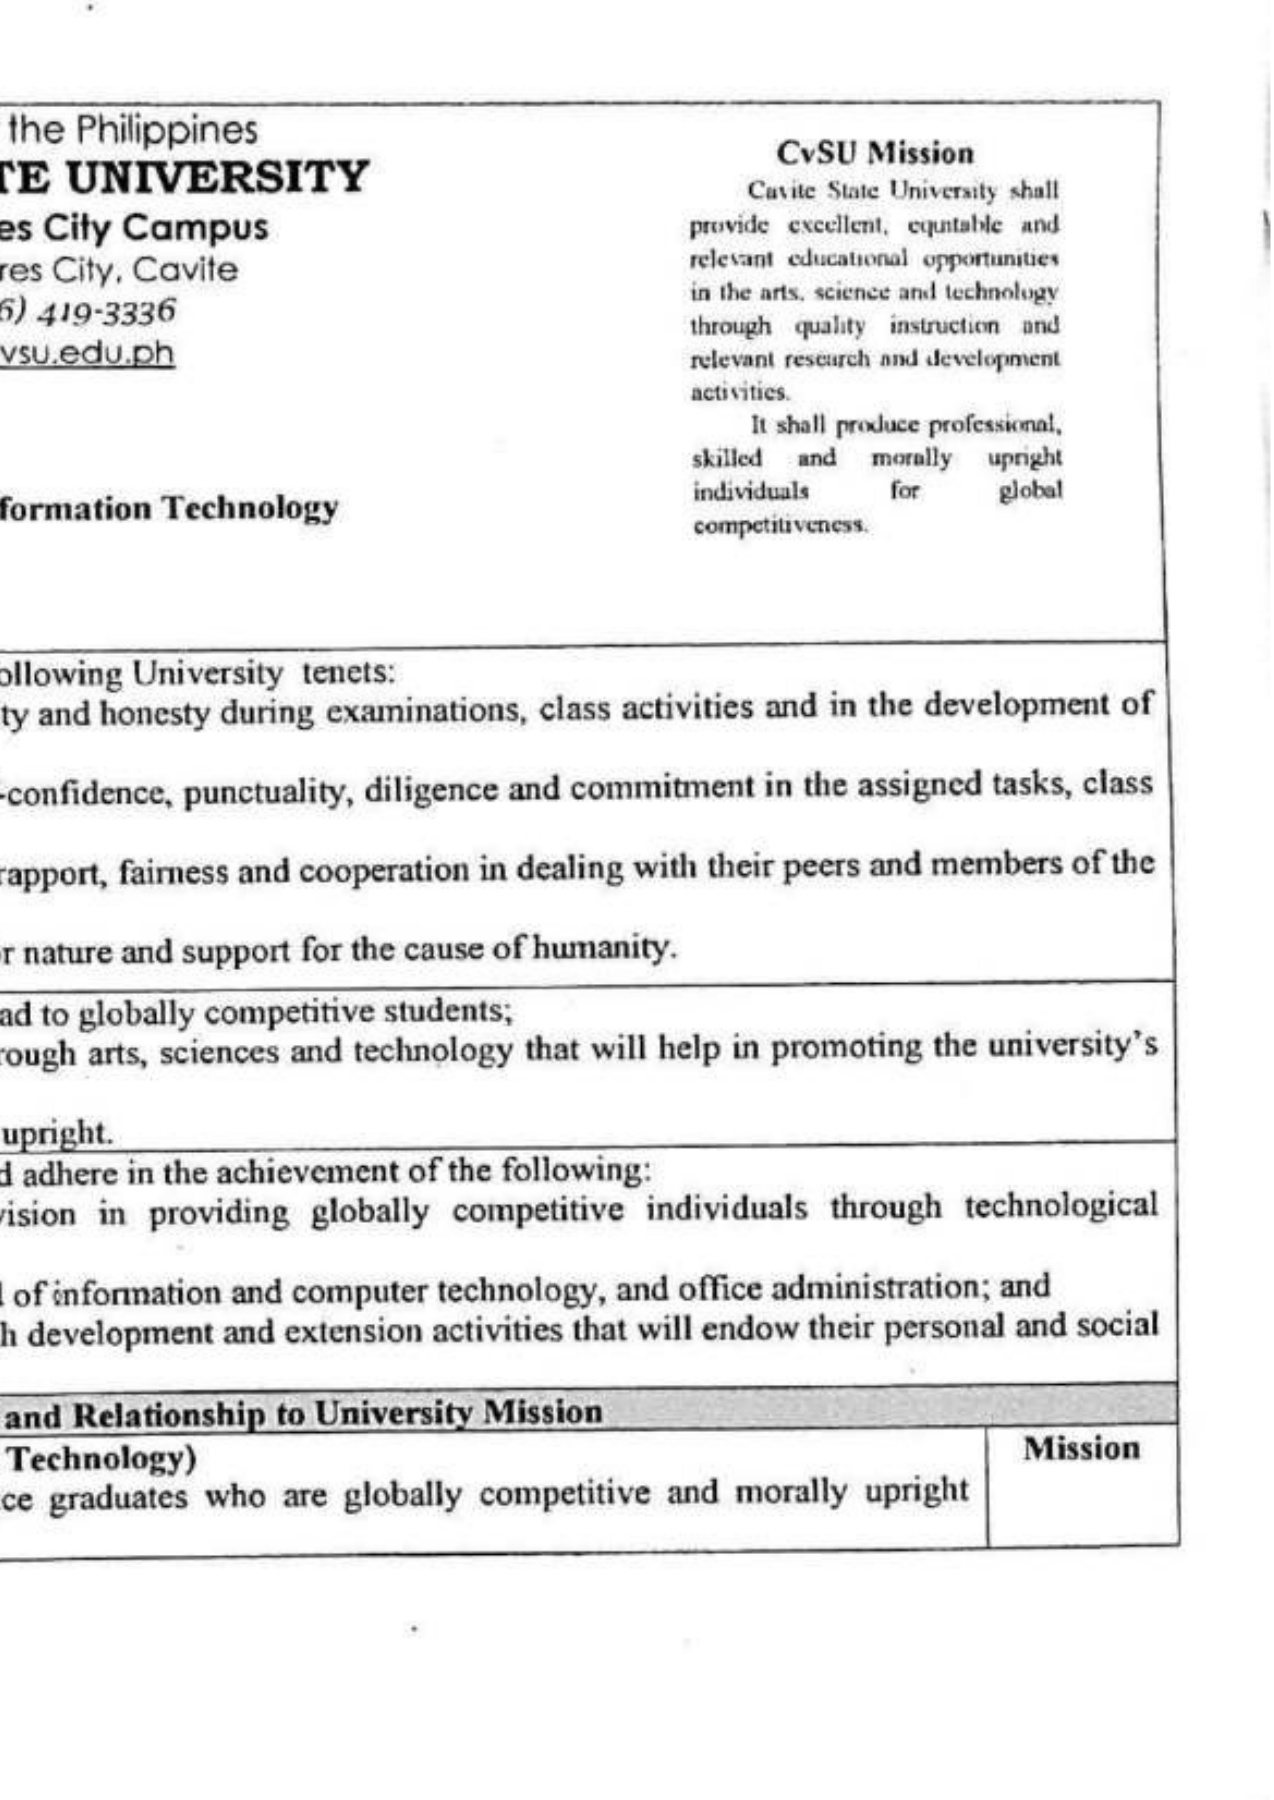 the Philippines
TE UNIVERSITY
es City Campus
res City, Cavite
6) 419-3336
vsu.edu.ph
formation Technology
CvSU Mission
Cavite State University shall
provide excellent, equitable and
relevant educational opportunities
in the arts, science and technology
through quality instruction and
relevant research and development
activities.
It shall produce professional,
skilled and morally upright
individuals for global
competitiveness.
ollowing University tenets:
ty and honesty during examinations, class activities and in the development of
-confidence, punctuality, diligence and commitment in the assigned tasks, class
rapport, fairness and cooperation in dealing with their peers and members of the
r nature and support for the cause of humanity.
ad to globally competitive students;
rough arts, sciences and technology that will help in promoting the university's
upright.
d adhere in the achievement of the following:
vision in providing globally competitive individuals through technological
l of information and computer technology, and office administration; and
h development and extension activities that will endow their personal and social
and Relationship to University Mission
Technology)
Mission
ce graduates who are globally competitive and morally upright